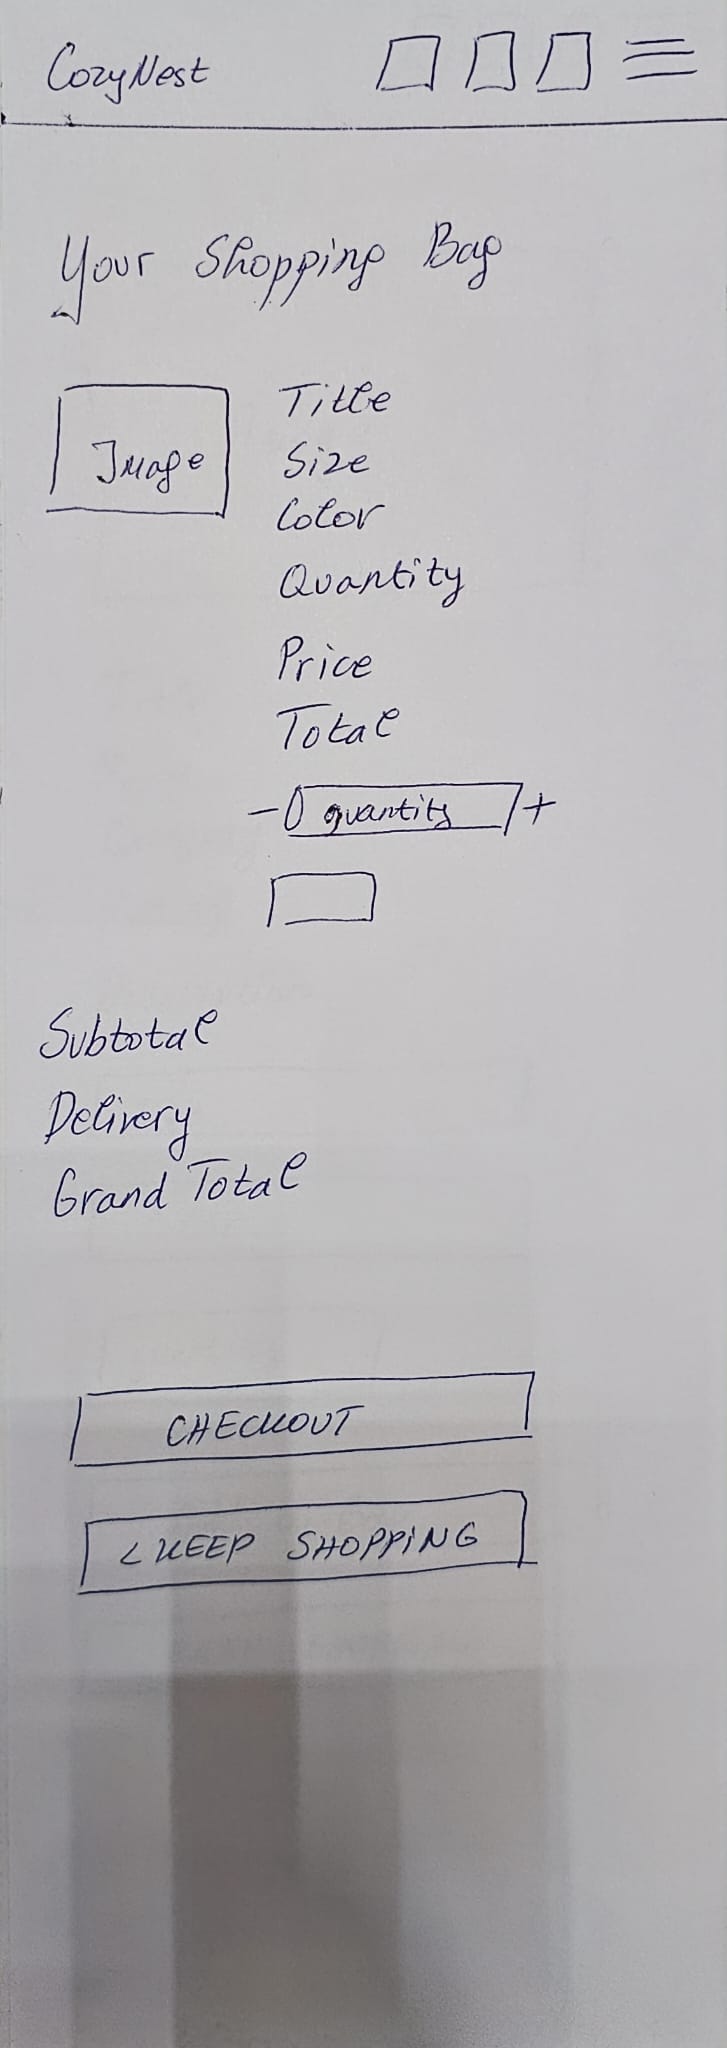 CozyNest
Your Shopping Bag
Image
Title
Size
Color
Quantity
Price
Total
- quantity +
Subtotal
Delivery
Grand Total
CHECKOUT
< KEEP SHOPPING